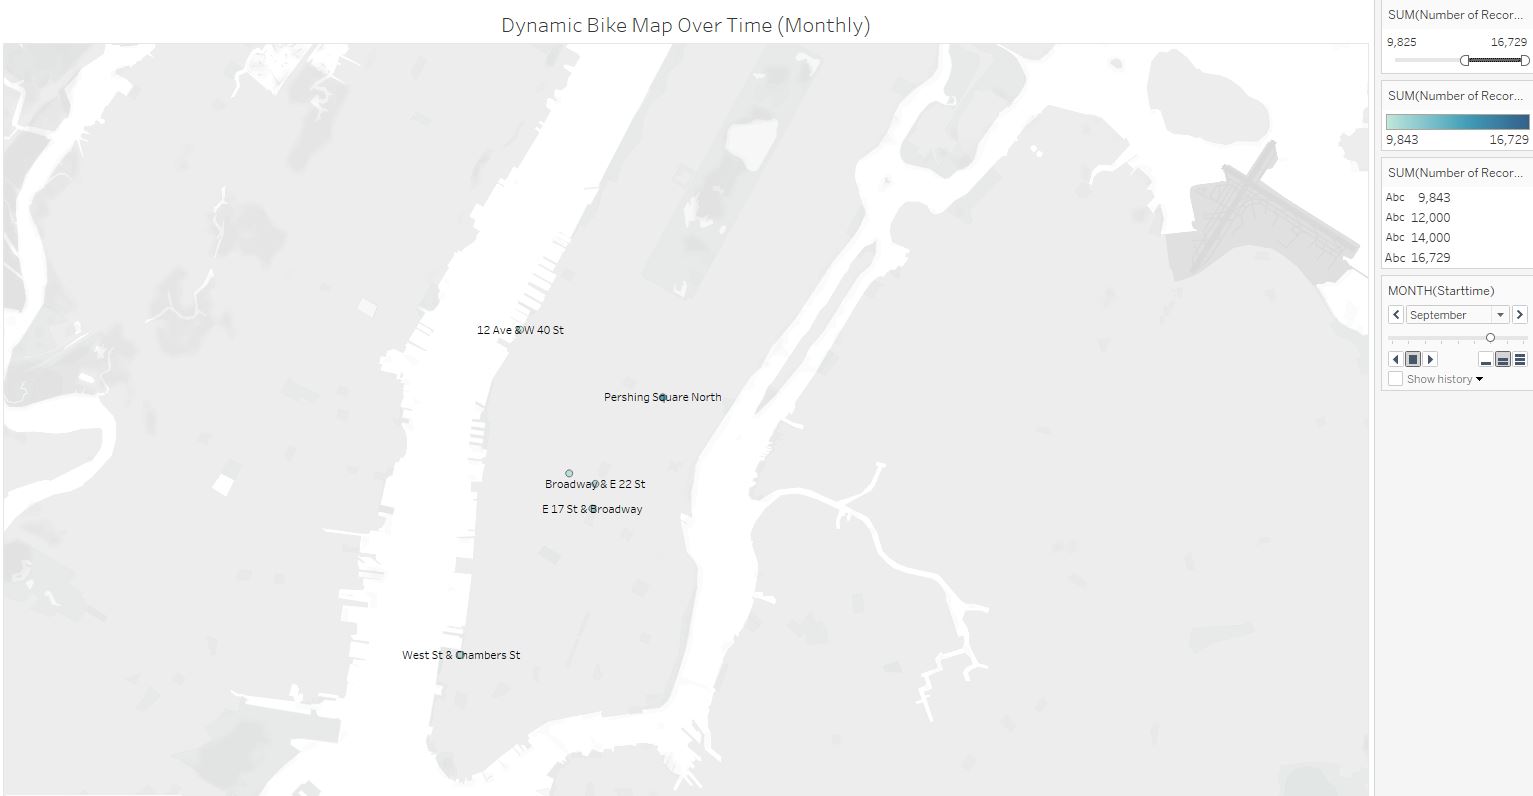 Dynamic Bike Map Over Time (Monthly)
12 Ave & W 40 St
Pershing Square North
Broadway & E 22 St
E 17 St & Broadway
West St & Chambers St
SUM(Number of Recor...
9,825 16,729
SUM(Number of Recor...
9,843 16,729
SUM(Number of Recor...
Abc 9,843
Abc 12,000
Abc 14,000
Abc 16,729
MONTH(Starttime)
September
Show history